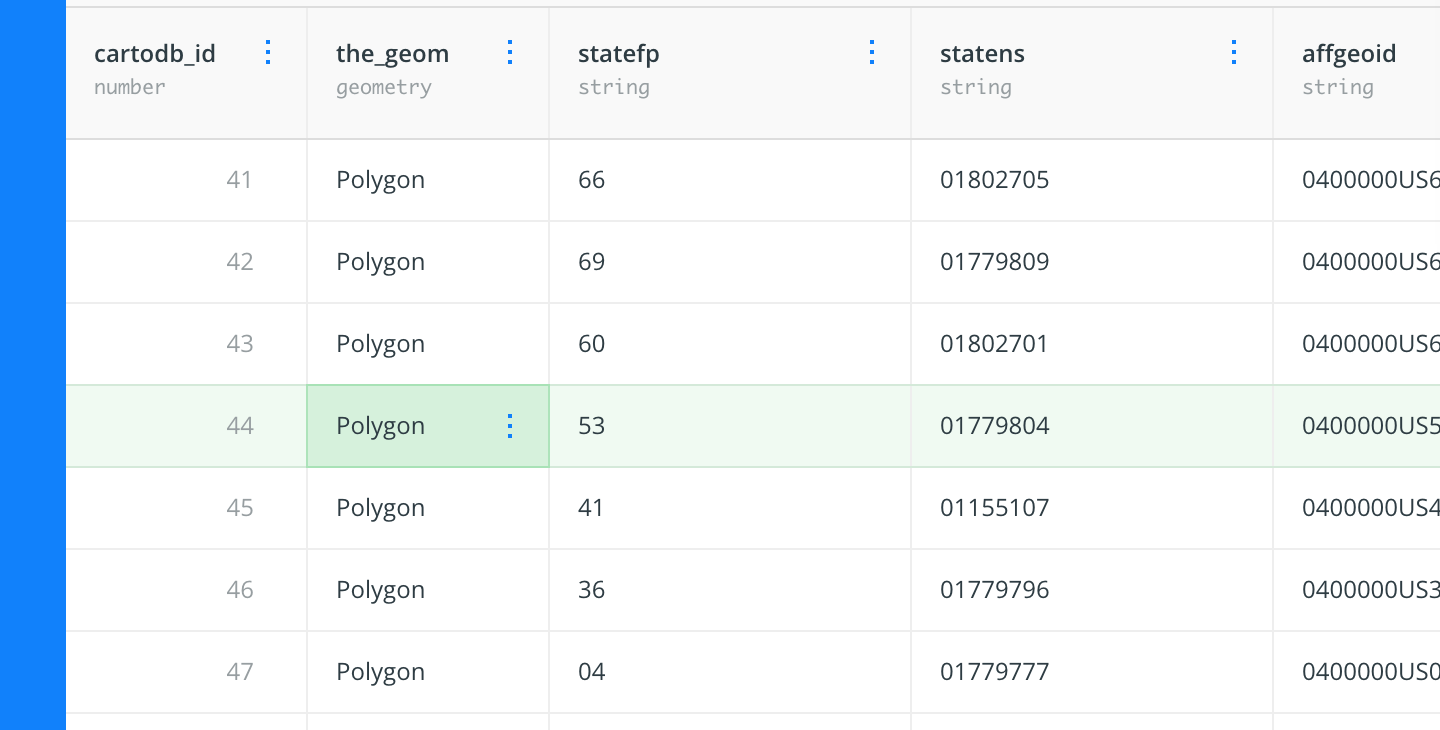 cartodb_id the_geom statefp statens affgeoid
number geometry string string string
41 Polygon 66 01802705 0400000US6
42 Polygon 69 01779809 0400000US6
43 Polygon 60 01802701 0400000US6
44 Polygon 53 01779804 0400000US5
45 Polygon 41 01155107 0400000US4
46 Polygon 36 01779796 0400000US3
47 Polygon 04 01779777 0400000US0